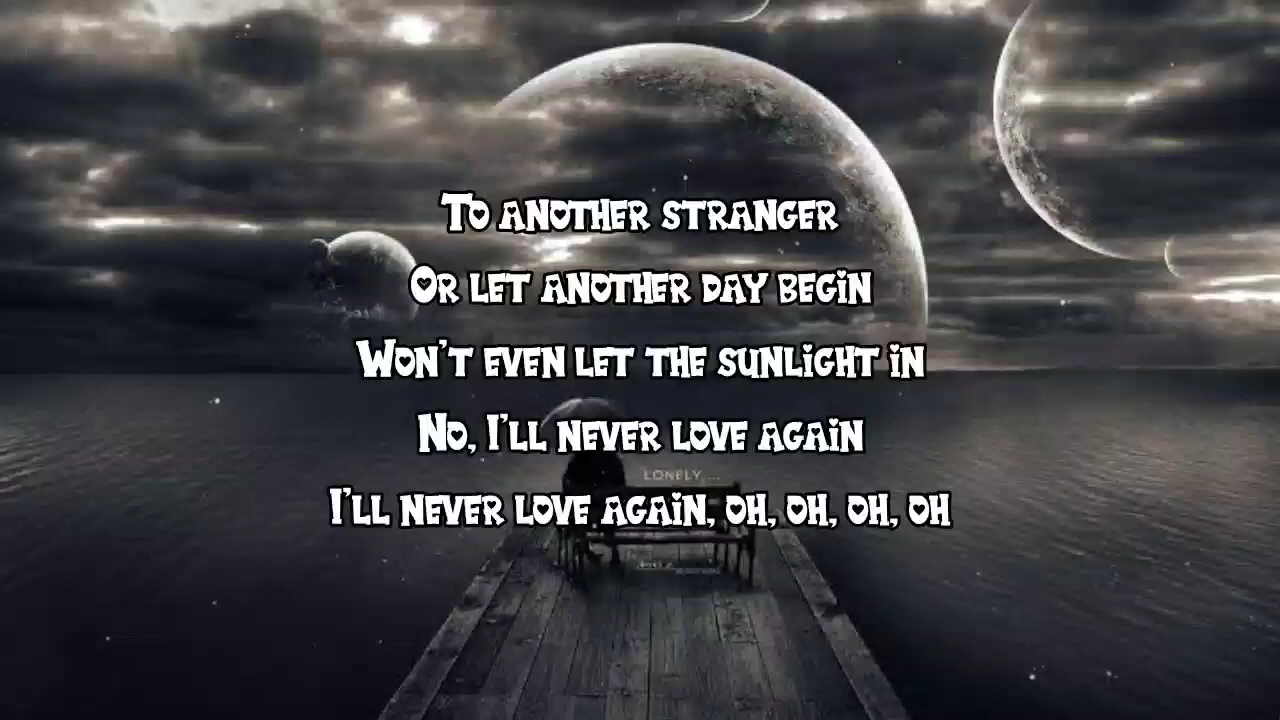 To another stranger
Or let another day begin
Won't even let the sunlight in
No, I'll never love again
LONELY ...
I'll never love again, oh, oh, oh, oh